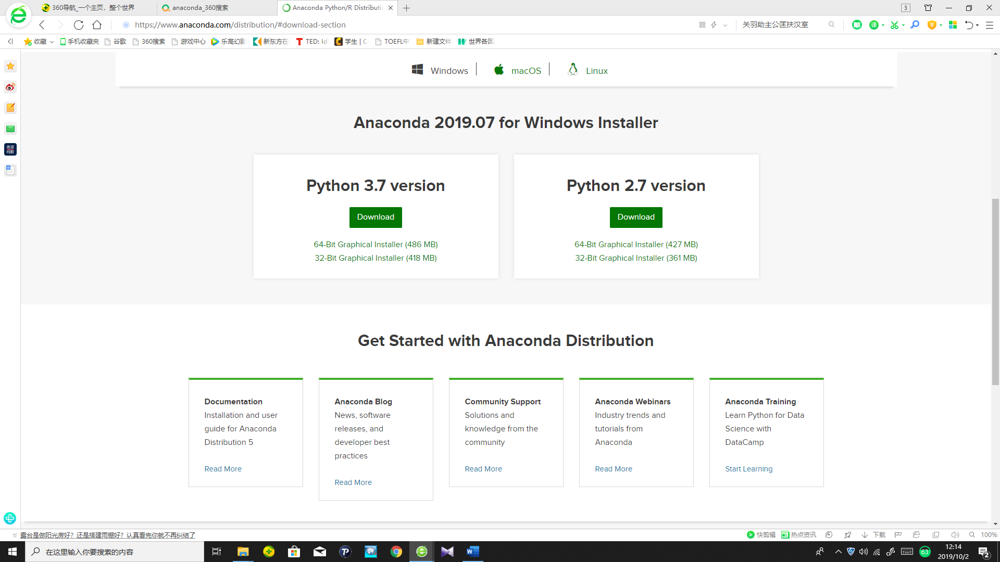 360导航_一个主页，整个世界
anaconda_360搜索
Anaconda Python/R Distributi
3
https://www.anaconda.com/distribution/#download-section
关羽助主公匡扶汉室
收藏
手机收藏夹
谷歌
360搜索
游戏中心
乐高幻影
新东方在
TED: Id
学生 | C
TOEFL中
新建文件
世界各国
Windows
macOS
Linux
Anaconda 2019.07 for Windows Installer
Python 3.7 version
Download
64-Bit Graphical Installer (486 MB)
32-Bit Graphical Installer (418 MB)
Python 2.7 version
Download
64-Bit Graphical Installer (427 MB)
32-Bit Graphical Installer (361 MB)
Get Started with Anaconda Distribution
Documentation
Installation and user
guide for Anaconda
Distribution 5
Read More
Anaconda Blog
News, software
releases, and
developer best
practices
Read More
Community Support
Solutions and
knowledge from the
community
Read More
Anaconda Webinars
Industry trends and
tutorials from
Anaconda
Read More
Anaconda Training
Learn Python for Data
Science with
DataCamp
Start Learning
露台是做阳光房好？还是搭建雨棚好？认真看完你就不再纠结了
快剪辑
热点资讯
下载
100%
在这里输入你要搜索的内容
63
12:14
2019/10/2
2